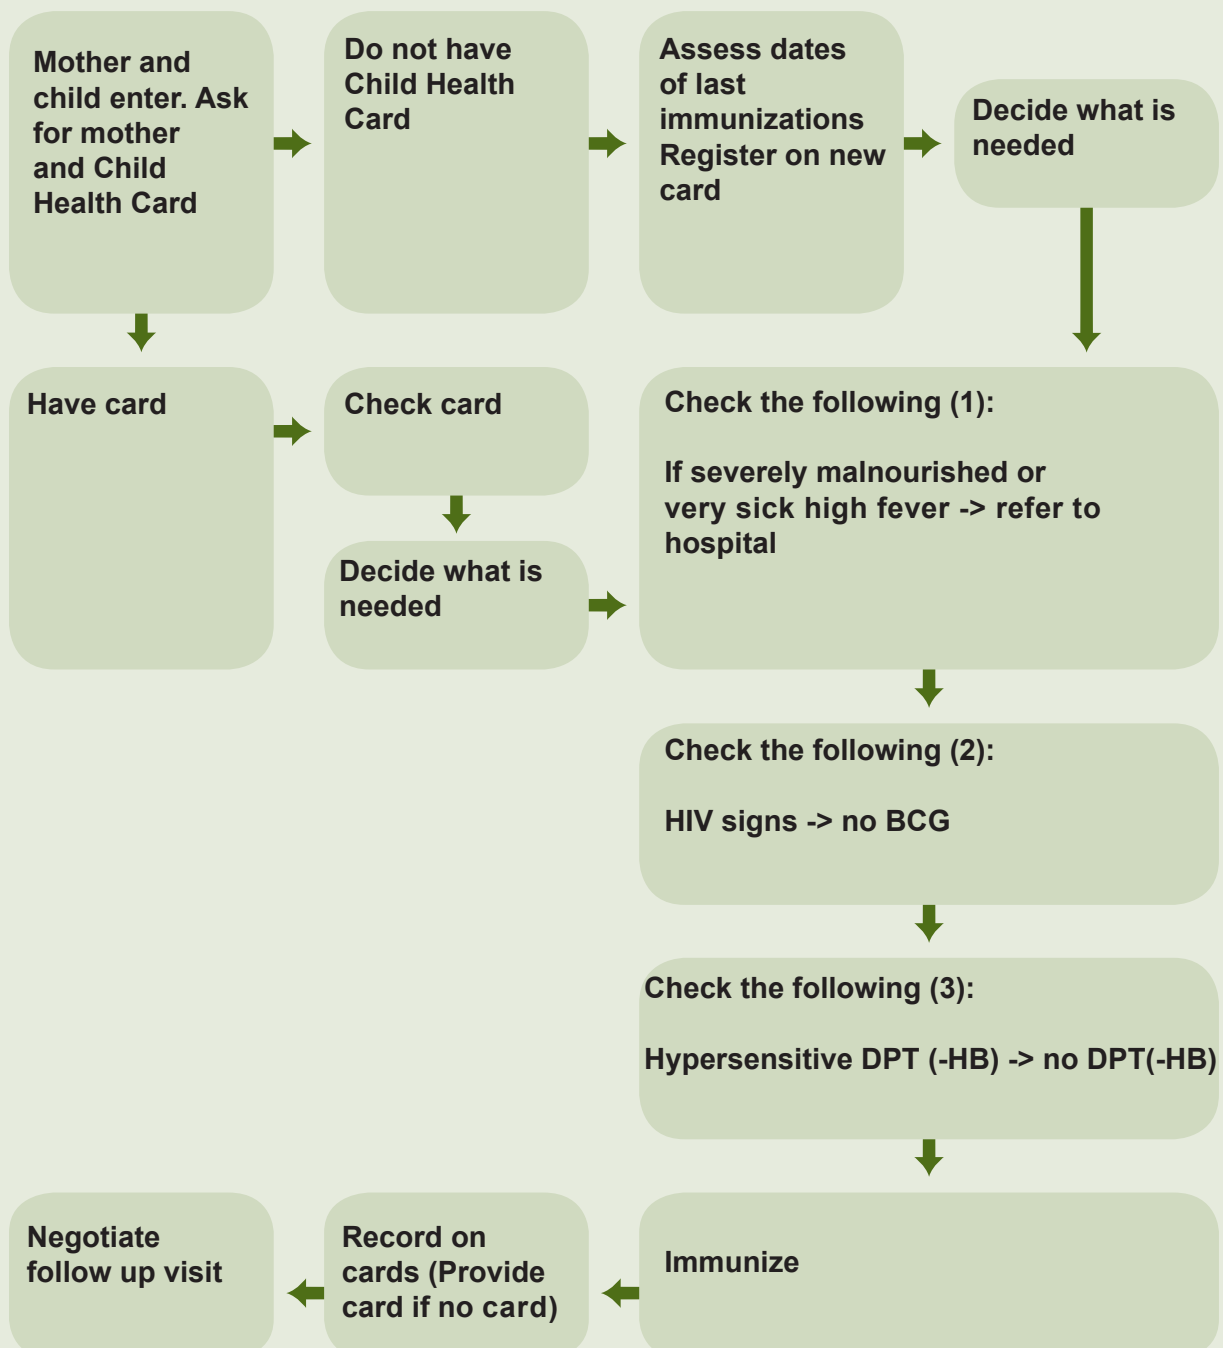 Mother and
child enter. Ask
for mother
and Child
Health Card
Do not have
Child Health
Card
Assess dates
of last
immunizations
Register on new
card
Decide what is
needed
Have card
Check card
Decide what is
needed
Check the following (1):
If severely malnourished or
very sick high fever -> refer to
hospital
Check the following (2):
HIV signs -> no BCG
Check the following (3):
Hypersensitive DPT (-HB) -> no DPT(-HB)
Immunize
Record on
cards (Provide
card if no card)
Negotiate
follow up visit